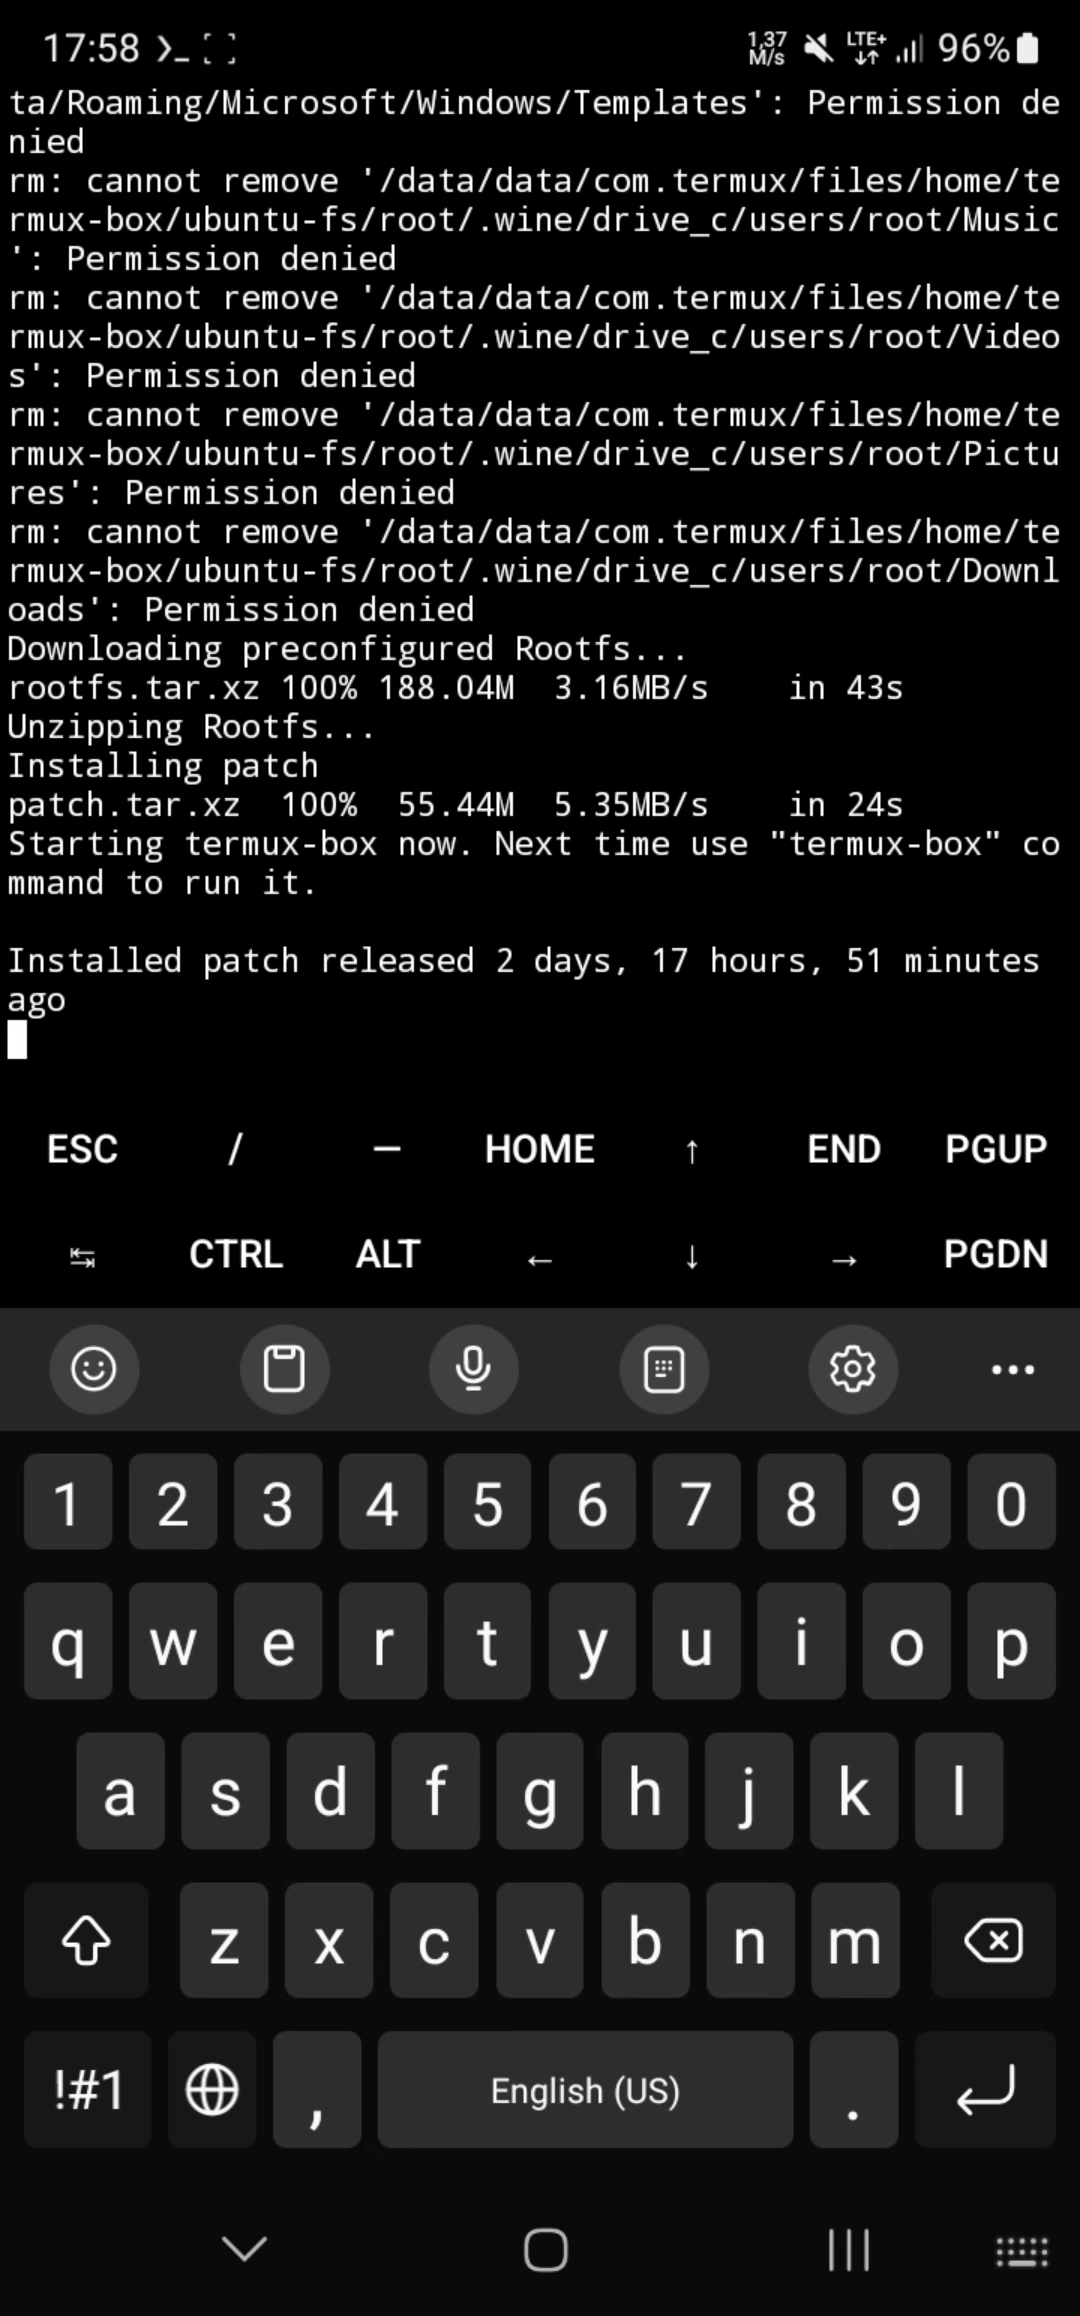 17:58 ❯_
1,37 M/s LTE+ 96%
ta/Roaming/Microsoft/Windows/Templates': Permission de
nied
rm: cannot remove '/data/data/com.termux/files/home/te
rmux-box/ubuntu-fs/root/.wine/drive_c/users/root/Music
': Permission denied
rm: cannot remove '/data/data/com.termux/files/home/te
rmux-box/ubuntu-fs/root/.wine/drive_c/users/root/Video
s': Permission denied
rm: cannot remove '/data/data/com.termux/files/home/te
rmux-box/ubuntu-fs/root/.wine/drive_c/users/root/Pictu
res': Permission denied
rm: cannot remove '/data/data/com.termux/files/home/te
rmux-box/ubuntu-fs/root/.wine/drive_c/users/root/Downl
oads': Permission denied
Downloading preconfigured Rootfs...
rootfs.tar.xz 100% 188.04M  3.16MB/s    in 43s
Unzipping Rootfs...
Installing patch
patch.tar.xz  100%  55.44M  5.35MB/s    in 24s
Starting termux-box now. Next time use "termux-box" co
mmand to run it.
Installed patch released 2 days, 17 hours, 51 minutes
ago
ESC / — HOME ↑ END PGUP
↹ CTRL ALT ← ↓ → PGDN
1 2 3 4 5 6 7 8 9 0
q w e r t y u i o p
a s d f g h j k l
z x c v b n m
!#1 , English (US) .